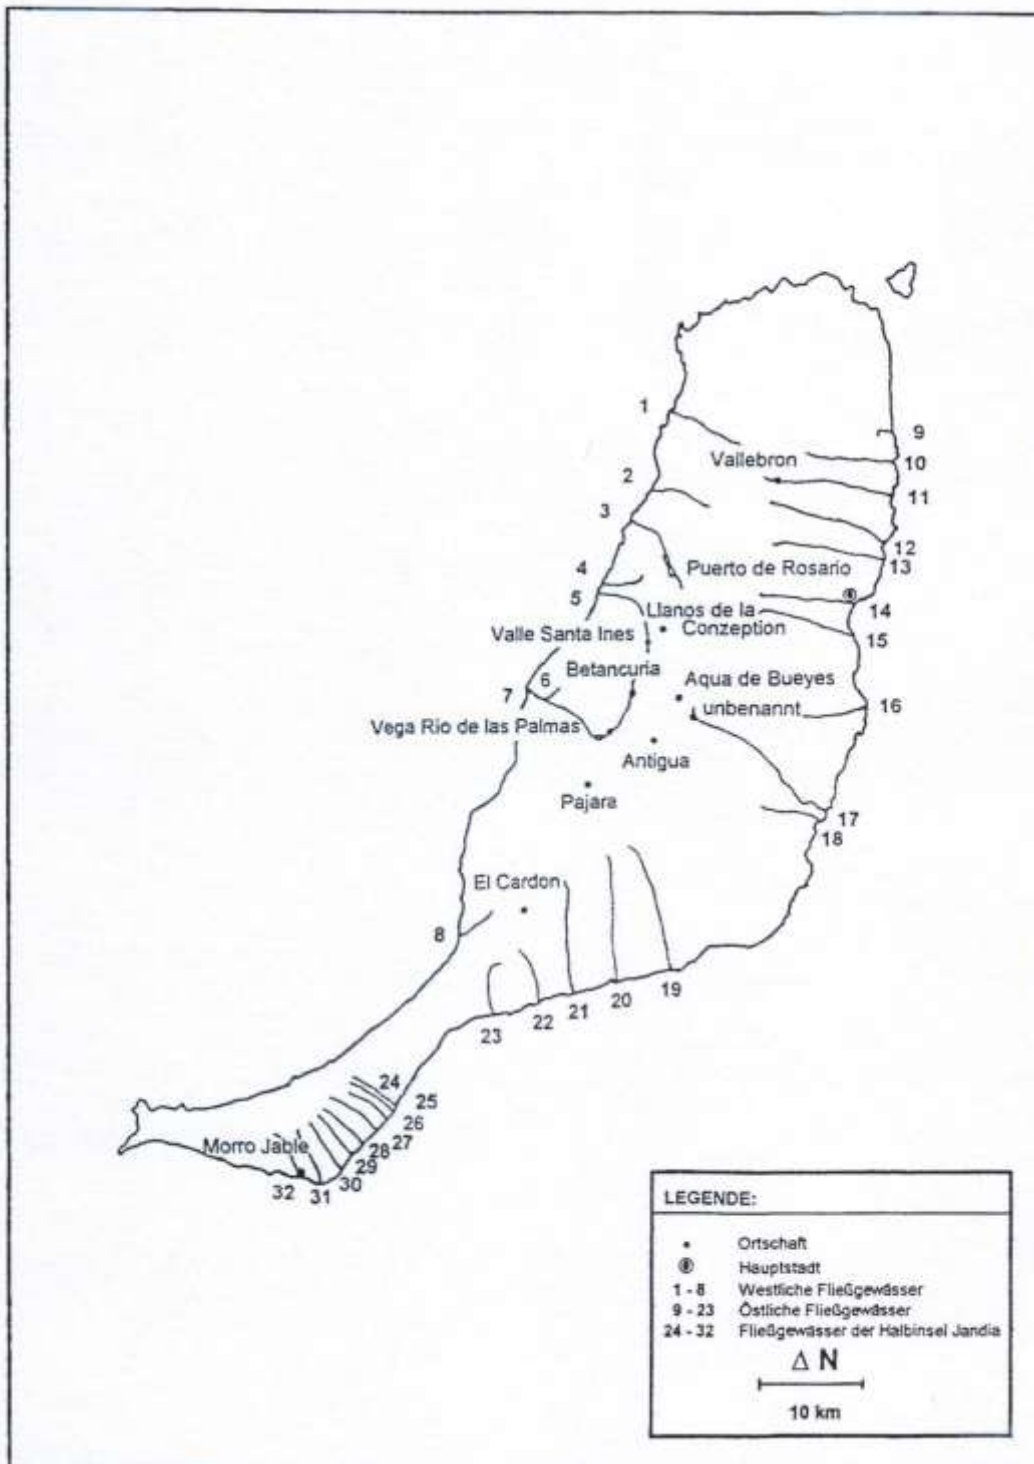 1
9
Vallebron
10
2
11
3
12
13
4
Puerto de Rosario
5
14
Llanos de la
Conzeption
15
Valle Santa Ines
Betancuria
6
7
Aqua de Bueyes
unbenannt
16
Vega Rio de las Palmas
Antigua
Pajara
17
18
El Cardon
8
19
20
21
22
23
24
25
26
27
28
29
30
31
32
Morro Jable
LEGENDE:
Ortschaft
Hauptstadt
1 - 8 Westliche Fließgewässer
9 - 23 Östliche Fließgewässer
24 - 32 Fließgewässer der Halbinsel Jandia
Δ N
10 km